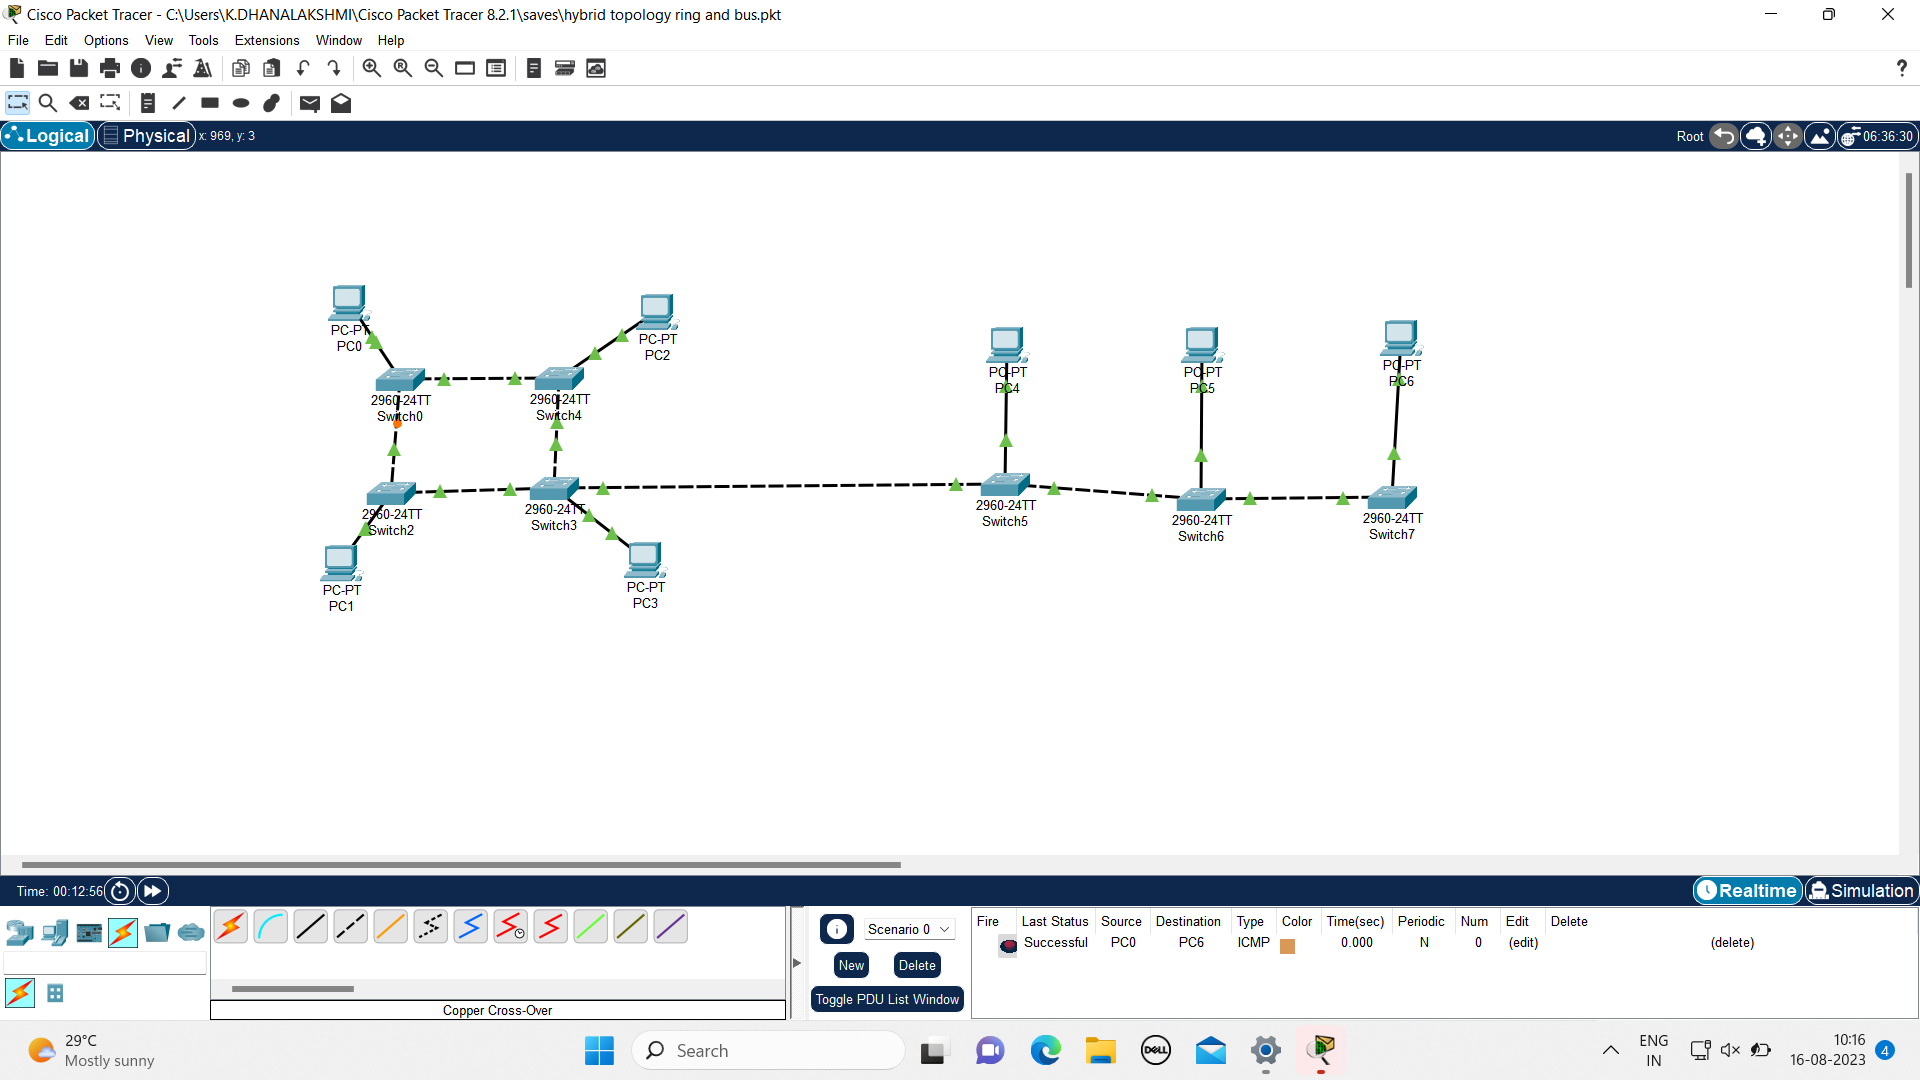 Cisco Packet Tracer - C:\Users\K.DHANALAKSHMI\Cisco Packet Tracer 8.2.1\saves\hybrid topology ring and bus.pkt
File Edit Options View Tools Extensions Window Help
?
Logical Physical x: 969, y: 3 Root 06:36:30
PC-PT
PC0
PC-PT
PC2
PC-PT
PC4
PC-PT
PC5
PC-PT
PC6
2960-24TT
Switch0
2960-24TT
Switch4
2960-24TT
Switch2
2960-24TT
Switch3
2960-24TT
Switch5
2960-24TT
Switch6
2960-24TT
Switch7
PC-PT
PC1
PC-PT
PC3
Time: 00:12:56 Realtime Simulation
Scenario 0
New Delete
Toggle PDU List Window
Fire Last Status Source Destination Type Color Time(sec) Periodic Num Edit Delete
Successful PC0 PC6 ICMP 0.000 N 0 (edit) (delete)
Copper Cross-Over
29°C
Mostly sunny
Search
DELL
ENG
IN
10:16
16-08-2023
4